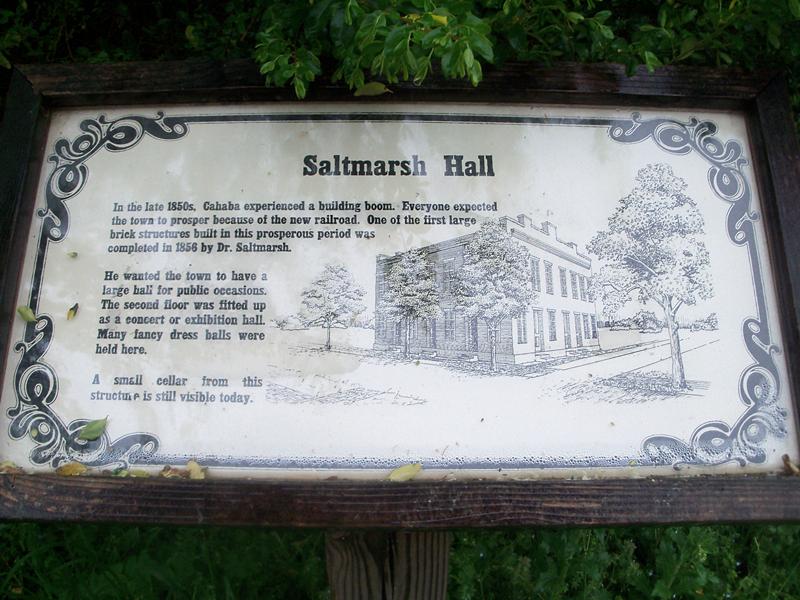 Saltmarsh Hall
In the late 1850s, Cahaba experienced a building boom. Everyone expected
the town to prosper because of the new railroad. One of the first large
brick structures built in this prosperous period was
completed in 1856 by Dr. Saltmarsh.
He wanted the town to have a
large hall for public occasions.
The second floor was fitted up
as a concert or exhibition hall.
Many fancy dress balls were
held here.
A small cellar from this
structure is still visible today.